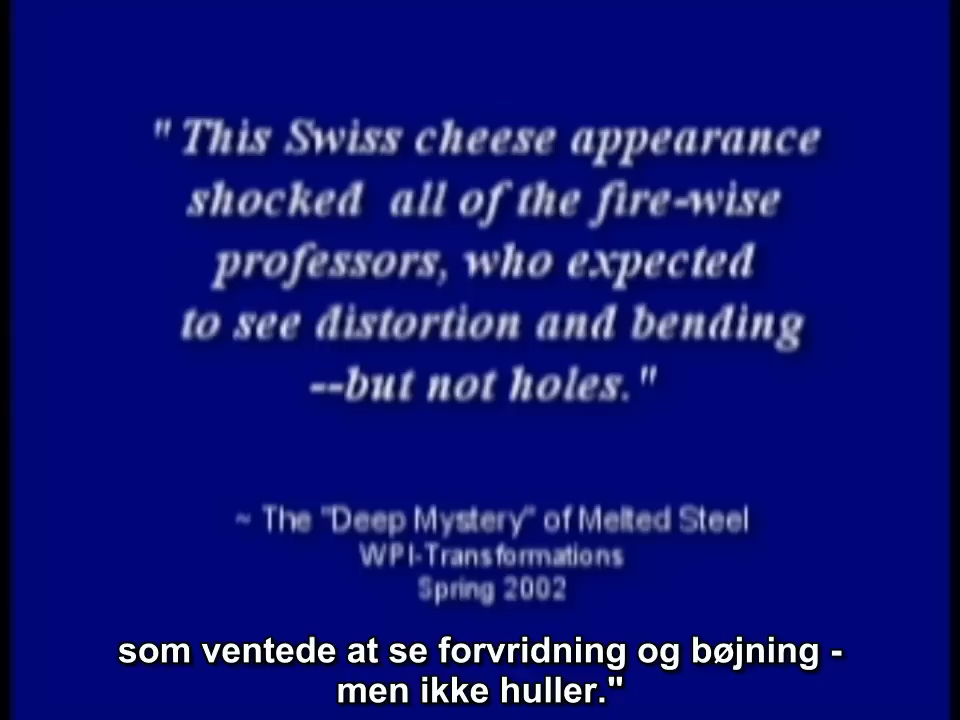 " This Swiss cheese appearance
shocked all of the fire-wise
professors, who expected
to see distortion and bending
--but not holes."
~ The "Deep Mystery" of Melted Steel
WPI-Transformations
Spring 2002
som ventede at se forvridning og bøjning -
men ikke huller."